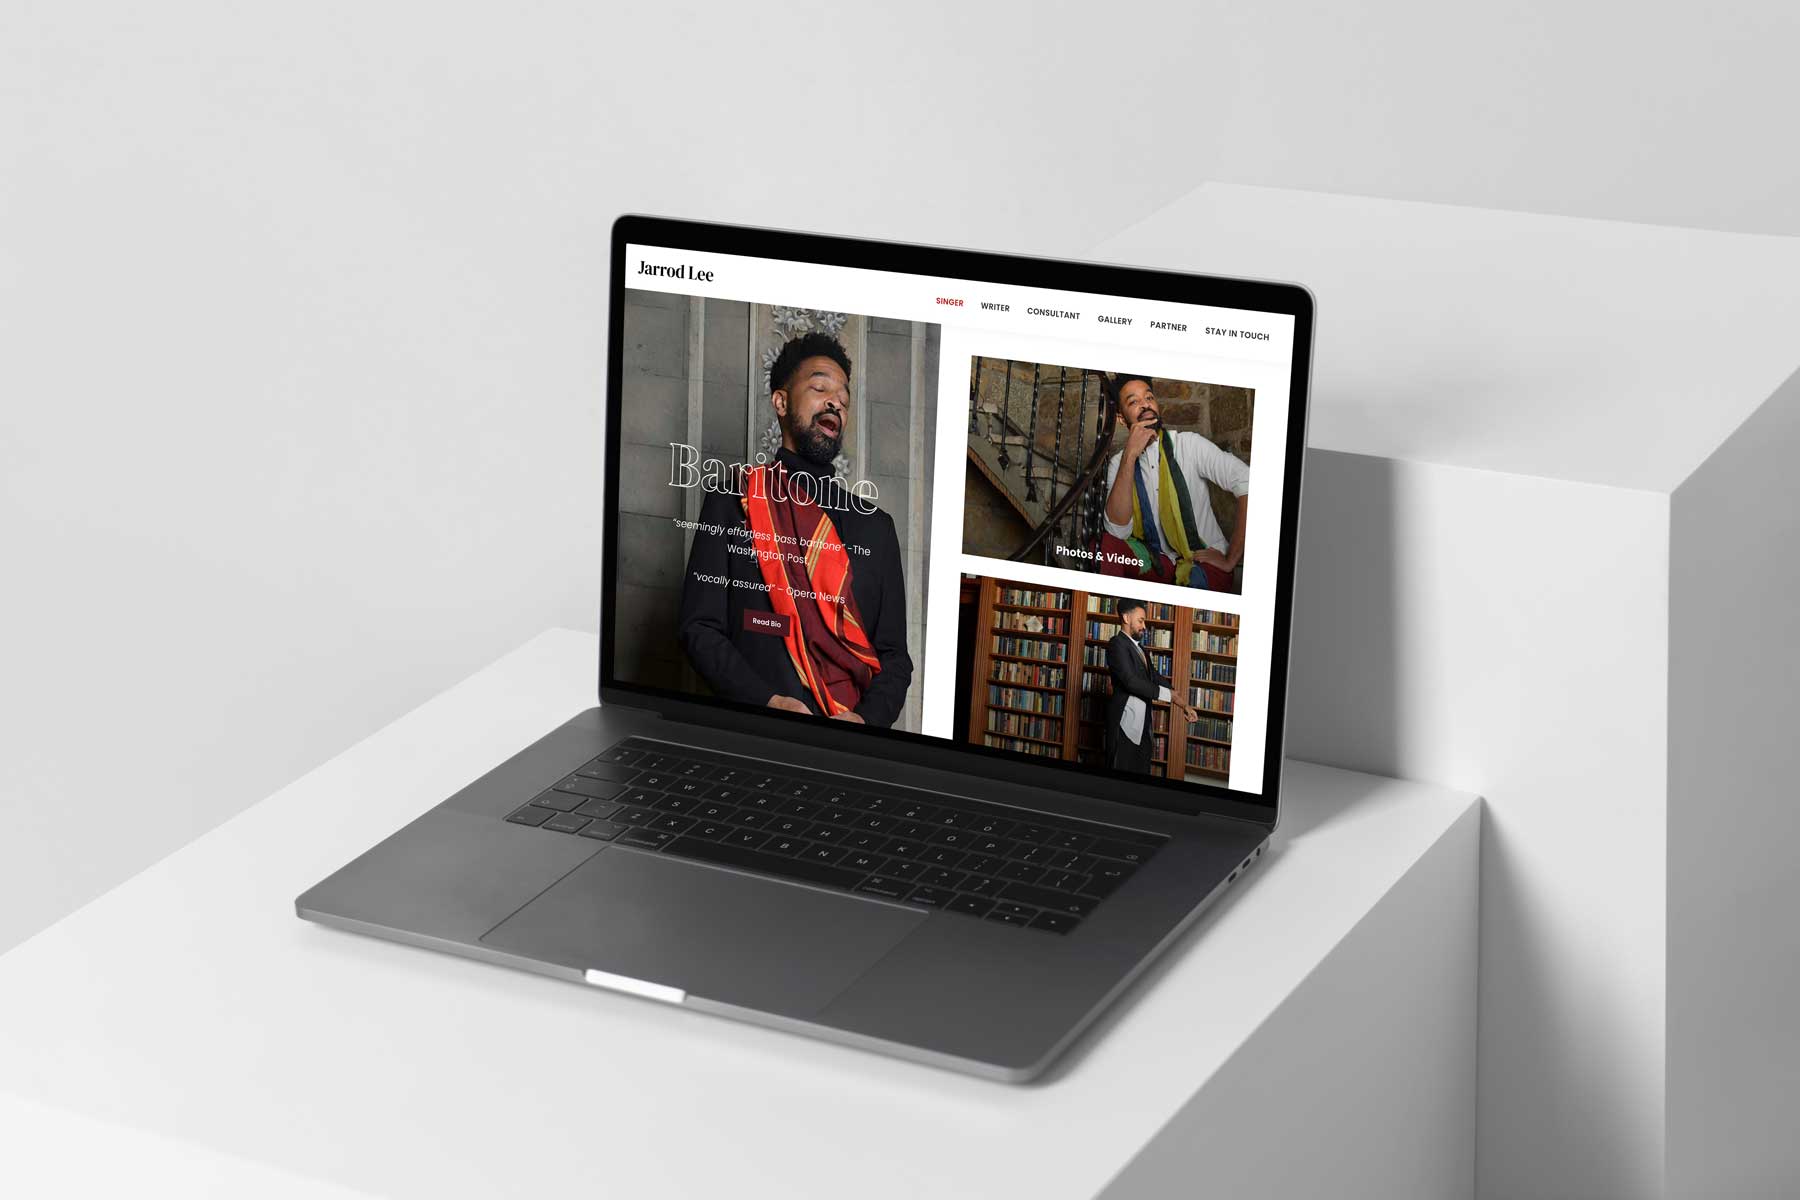 Jarrod Lee
SINGER WRITER CONSULTANT GALLERY PARTNER STAY IN TOUCH
Baritone
“seemingly effortless bass baritone” -The
Washington Post.
“vocally assured” – Opera News
Read Bio
Photos & Videos
Q W E R T Y U I O P
A S D F G H J K L
Z X C V B N M